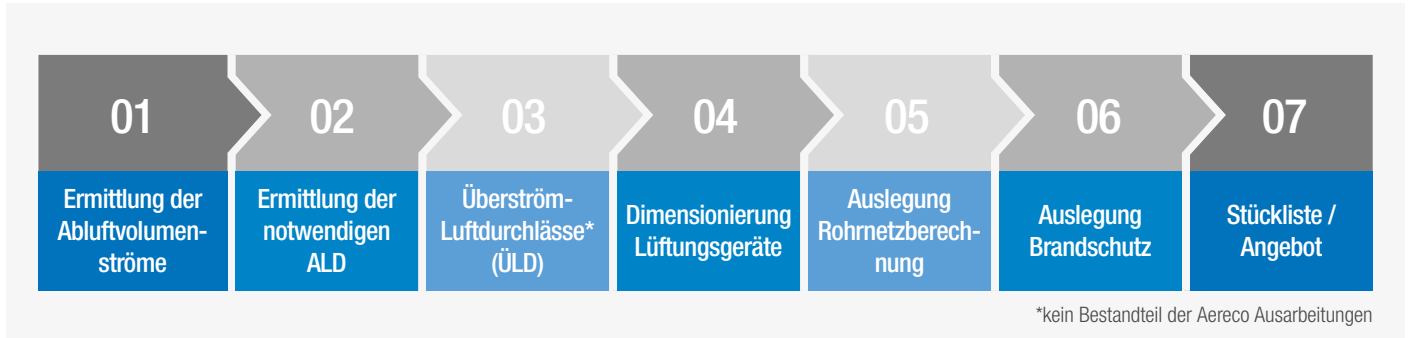 01
Ermittlung der
Abluftvolumen-
ströme
02
Ermittlung der
notwendigen
ALD
03
Überström-
Luftdurchlässe*
(ÜLD)
04
Dimensionierung
Lüftungsgeräte
05
Auslegung
Rohrnetzberech-
nung
06
Auslegung
Brandschutz
07
Stückliste /
Angebot
*kein Bestandteil der Aereco Ausarbeitungen